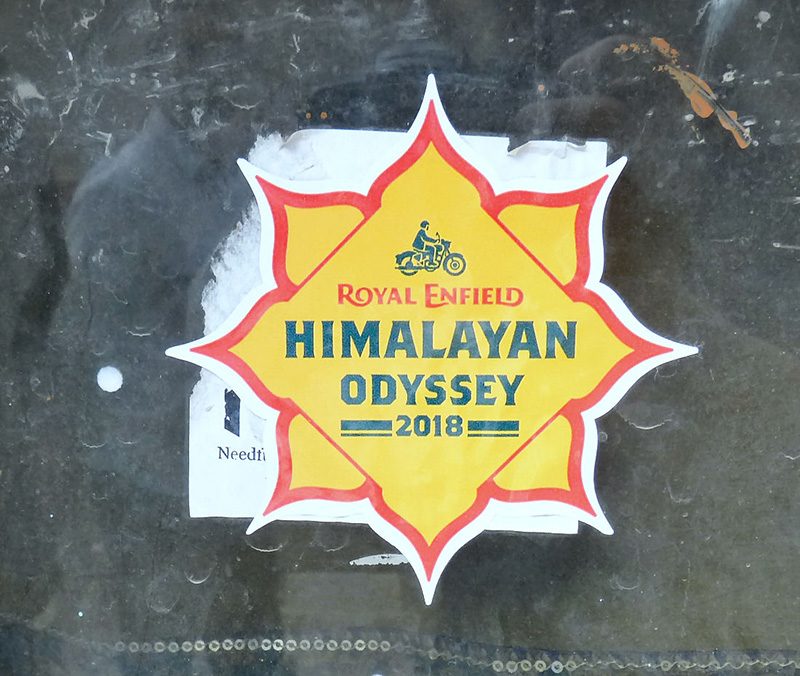 ROYAL ENFIELD
HIMALAYAN
ODYSSEY
2018